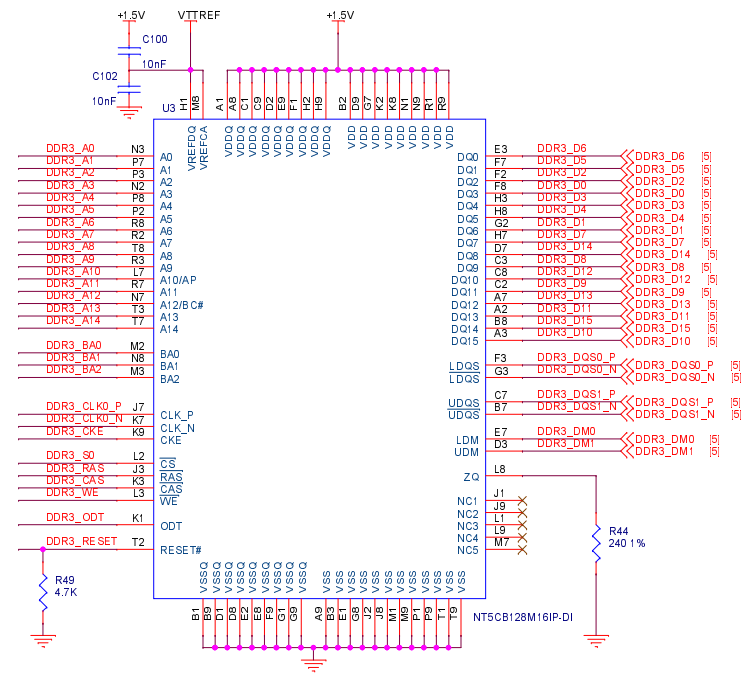 +1.5V VTTREF +1.5V
C100
10nF
C102
10nF
U3
H1 M8 A1 A8 C1 C9 D2 E9 F1 H2 H9 B2 D9 G7 K2 K8 N1 N9 R1 R9
VREFDQ VREFCA VDDQ VDDQ VDDQ VDDQ VDDQ VDDQ VDDQ VDDQ VDDQ VDD VDD VDD VDD VDD VDD VDD VDD VDD
DDR3_A0 N3 A0 DQ0 E3 DDR3_D6 DDR3_D6 [5]
DDR3_A1 P7 A1 DQ1 F7 DDR3_D5 DDR3_D5 [5]
DDR3_A2 P3 A2 DQ2 F2 DDR3_D2 DDR3_D2 [5]
DDR3_A3 N2 A3 DQ3 F8 DDR3_D0 DDR3_D0 [5]
DDR3_A4 P8 A4 DQ4 H3 DDR3_D3 DDR3_D3 [5]
DDR3_A5 P2 A5 DQ5 H8 DDR3_D4 DDR3_D4 [5]
DDR3_A6 R8 A6 DQ6 G2 DDR3_D1 DDR3_D1 [5]
DDR3_A7 R2 A7 DQ7 H7 DDR3_D7 DDR3_D7 [5]
DDR3_A8 T8 A8 DQ8 D7 DDR3_D14 DDR3_D14 [5]
DDR3_A9 R3 A9 DQ9 C3 DDR3_D8 DDR3_D8 [5]
DDR3_A10 L7 A10/AP DQ10 C8 DDR3_D12 DDR3_D12 [5]
DDR3_A11 R7 A11 DQ11 C2 DDR3_D9 DDR3_D9 [5]
DDR3_A12 N7 A12/BC# DQ12 A7 DDR3_D13 DDR3_D13 [5]
DDR3_A13 T3 A13 DQ13 A2 DDR3_D11 DDR3_D11 [5]
DDR3_A14 T7 A14 DQ14 B8 DDR3_D15 DDR3_D15 [5]
DQ15 A3 DDR3_D10 DDR3_D10 [5]
DDR3_BA0 M2 BA0
DDR3_BA1 N8 BA1 LDQS F3 DDR3_DQS0_P DDR3_DQS0_P [5]
DDR3_BA2 M3 BA2 LDQS G3 DDR3_DQS0_N DDR3_DQS0_N [5]
DDR3_CLK0_P J7 CLK_P UDQS C7 DDR3_DQS1_P DDR3_DQS1_P [5]
DDR3_CLK0_N K7 CLK_N UDQS B7 DDR3_DQS1_N DDR3_DQS1_N [5]
DDR3_CKE K9 CKE LDM E7 DDR3_DM0 DDR3_DM0 [5]
UDM D3 DDR3_DM1 DDR3_DM1 [5]
DDR3_S0 L2 CS
DDR3_RAS J3 RAS ZQ L8
DDR3_CAS K3 CAS
DDR3_WE L3 WE NC1 J1
NC2 J9
DDR3_ODT K1 ODT NC3 L1
NC4 L9
DDR3_RESET T2 RESET# NC5 M7
R44
240 1%
R49
4.7K
VSSQ VSSQ VSSQ VSSQ VSSQ VSSQ VSSQ VSSQ VSSQ VSS VSS VSS VSS VSS VSS VSS VSS VSS VSS VSS VSS
B1 B9 D1 D8 E2 E8 F9 G1 G9 A9 B3 E1 G8 J2 J8 M1 M9 P1 P9 T1 T9
NT5CB128M16IP-DI